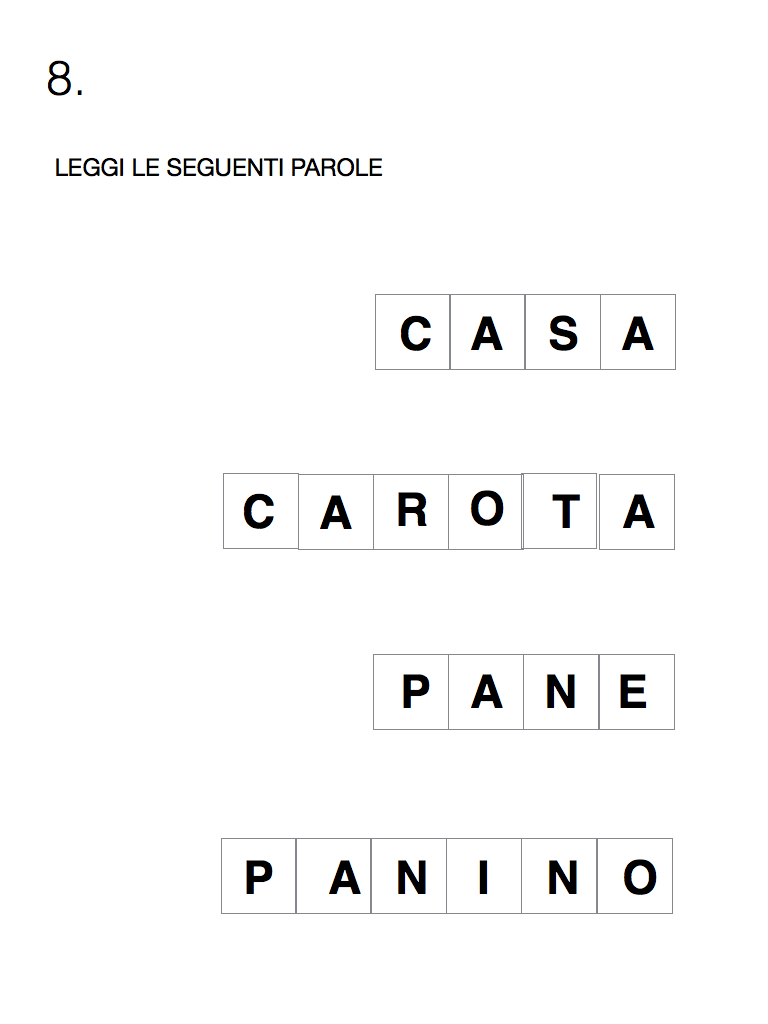 8.
LEGGI LE SEGUENTI PAROLE
CASA
CAROTA
PANE
PANINO